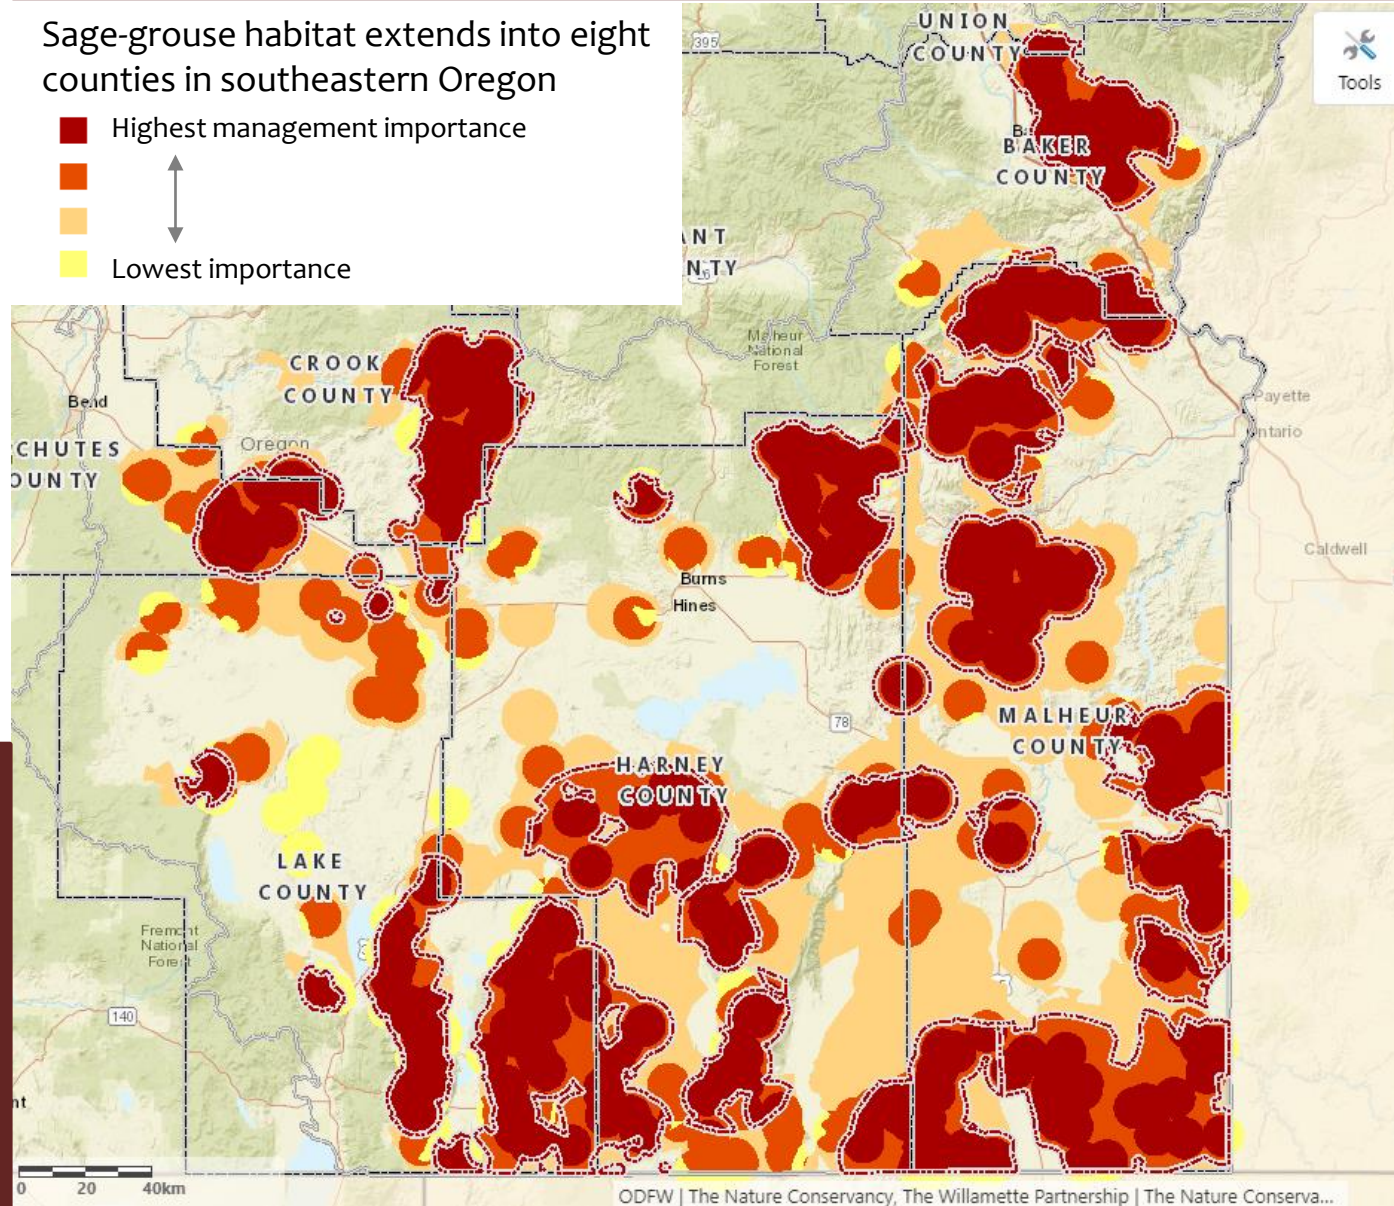 Sage-grouse habitat extends into eight
counties in southeastern Oregon
Highest management importance
Lowest importance
Tools
395
UNION
COUNTY
BAKER
COUNTY
ANT
NTY
Malheur
National
Forest
CROOK
COUNTY
Bend
Oregon
CHUTES
OUNTY
Payette
Ontario
Caldwell
Burns
Hines
78
MALHEUR
COUNTY
HARNEY
COUNTY
LAKE
COUNTY
Fremont
National
Forest
140
nt
0 20 40km
ODFW | The Nature Conservancy, The Willamette Partnership | The Nature Conserva...